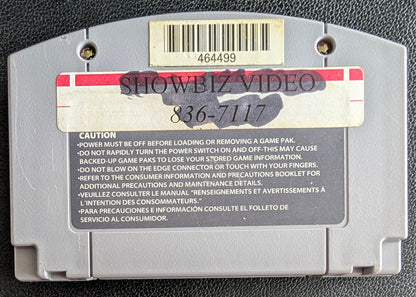 464499
SHOWBIZ VIDEO
836-7117
CAUTION
•POWER MUST BE OFF BEFORE LOADING OR REMOVING A GAME PAK.
•DO NOT RAPIDLY TURN THE POWER SWITCH ON AND OFF-THIS MAY CAUSE
BACKED-UP GAME PAKS TO LOSE YOUR STORED GAME INFORMATION.
•DO NOT BLOW ON THE EDGE CONNECTOR OR TOUCH WITH YOUR FINGERS.
•REFER TO THE CONSUMER INFORMATION AND PRECAUTIONS BOOKLET FOR
ADDITIONAL PRECAUTIONS AND MAINTENANCE DETAILS.
•VEUILLEZ CONSULTER LE MANUAL "RENSEIGNEMENTS ET AVERTISSEMENTS À
L'INTENTION DES CONSOMMATEURS."
•PARA PRECAUCIONES E INFORMACIÓN CONSULTE EL FOLLETO DE
SERVICIO AL CONSUMIDOR.